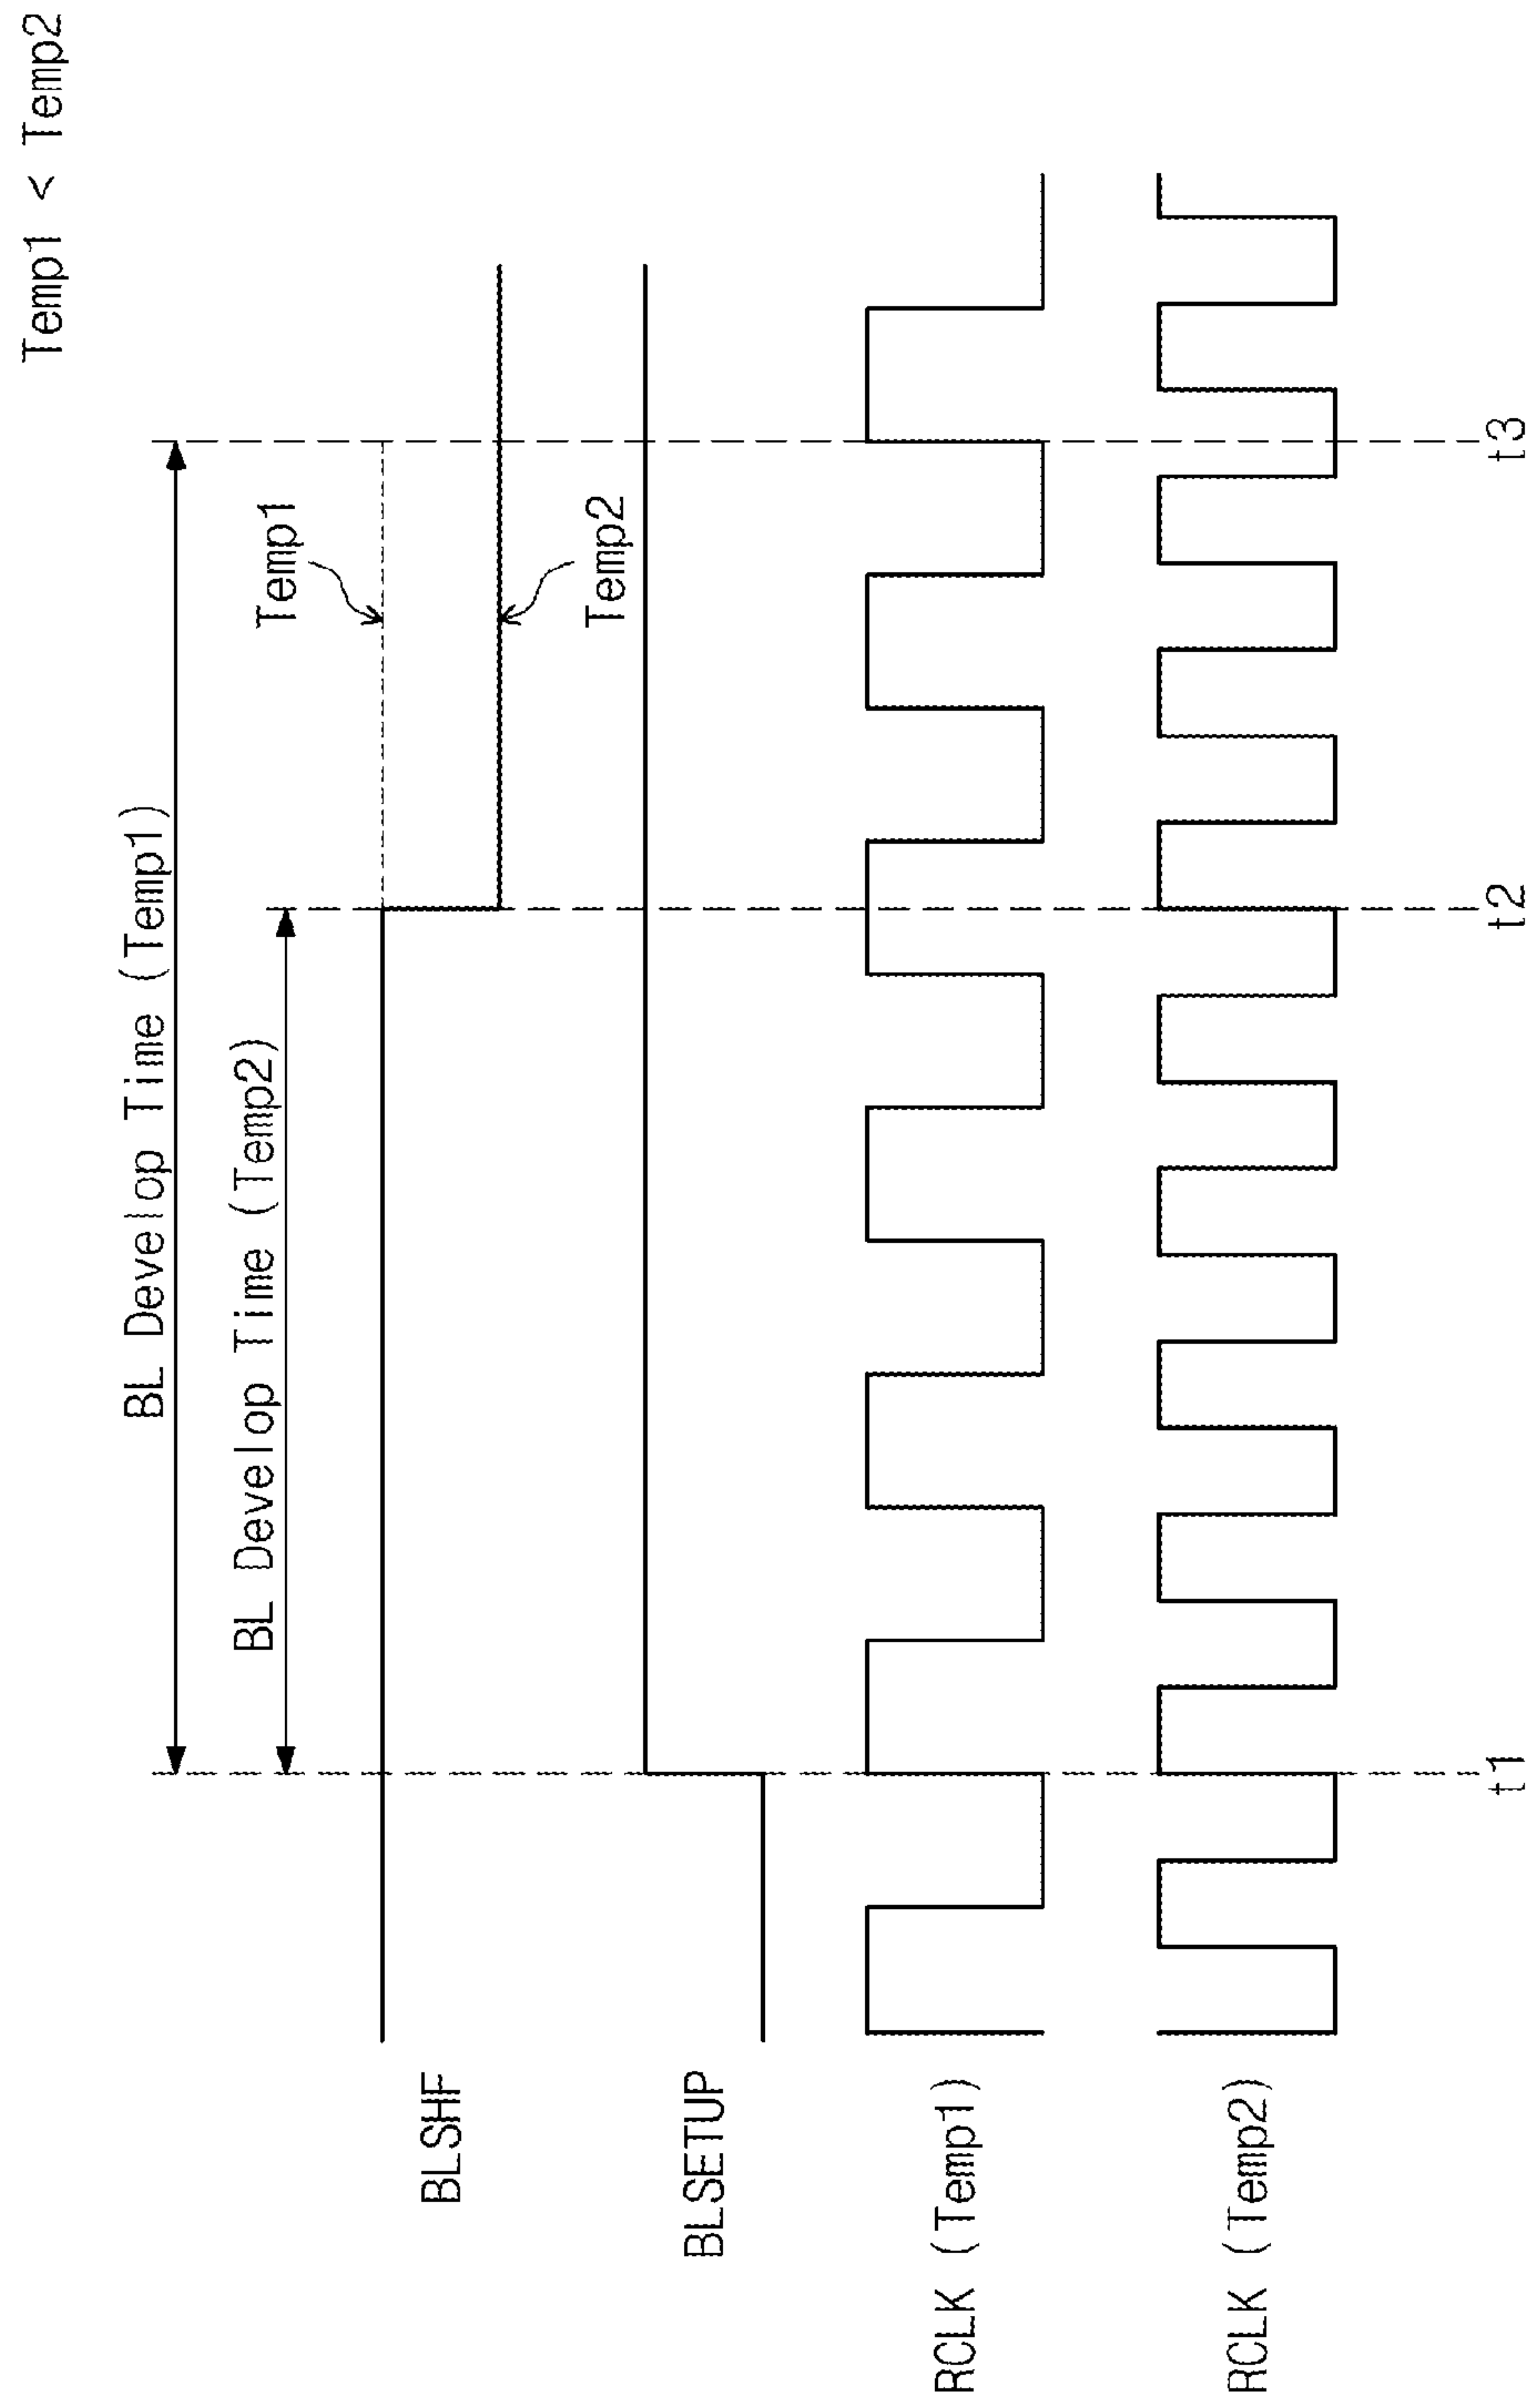 Temp1 < Temp2
BL Develop Time (Temp1)
BL Develop Time (Temp2)
Temp1
BLSHF
Temp2
BLSETUP
RCLK (Temp1)
RCLK (Temp2)
t1
t2
t3